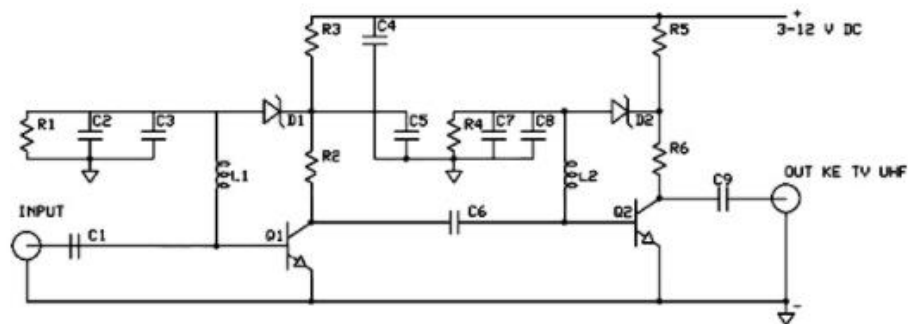 +
3-12 V DC
R3
C4
R5
R1
C2
C3
D1
C5
R4
C7
C8
D2
R2
R6
L1
L2
C9
OUT KE TV UHF
INPUT
C1
Q1
C6
Q2
-